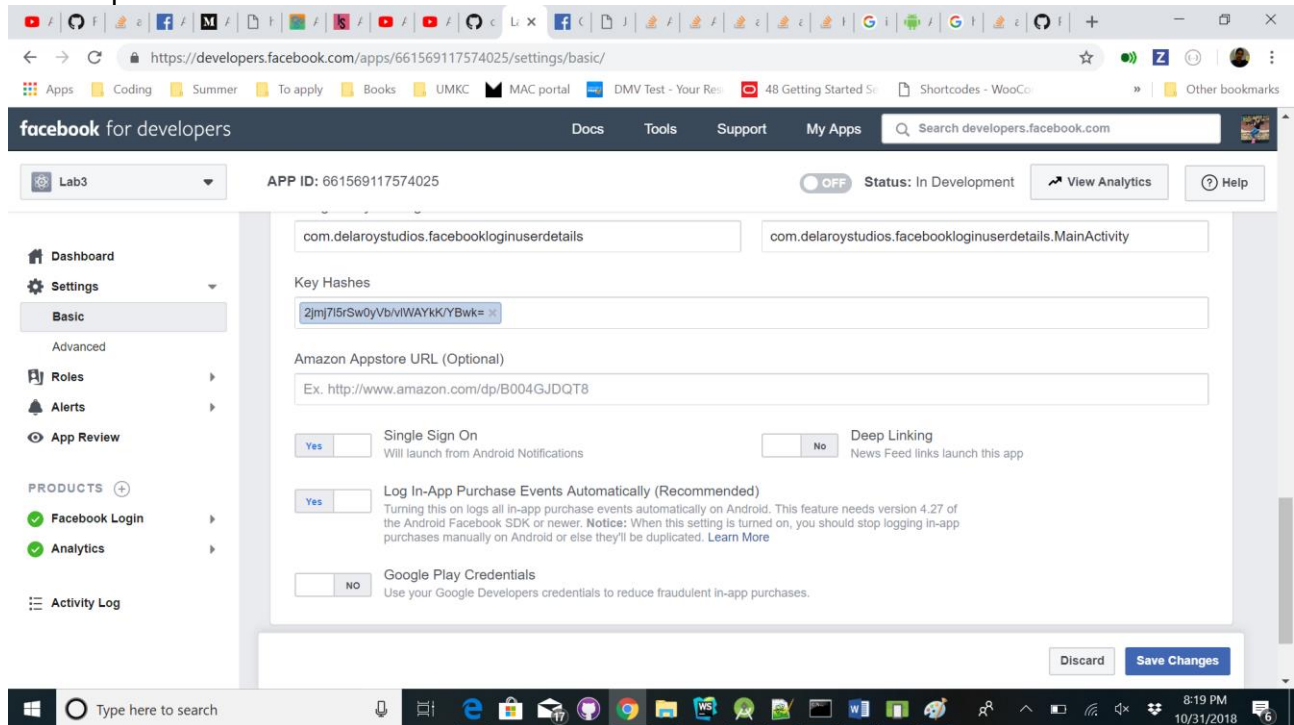 https://developers.facebook.com/apps/661569117574025/settings/basic/
Apps Coding Summer To apply Books UMKC MAC portal DMV Test - Your Res 48 Getting Started Se Shortcodes - WooCo » Other bookmarks
facebook for developers Docs Tools Support My Apps Search developers.facebook.com
Lab3 APP ID: 661569117574025 OFF Status: In Development View Analytics Help
com.delaroystudios.facebookloginuserdetails com.delaroystudios.facebookloginuserdetails.MainActivity
Dashboard
Settings
Basic
Advanced
Roles
Alerts
App Review
PRODUCTS
Facebook Login
Analytics
Activity Log
Key Hashes
2jmj7l5rSw0yVb/vlWAYkK/YBwk=
Amazon Appstore URL (Optional)
Ex. http://www.amazon.com/dp/B004GJDQT8
Yes Single Sign On
Will launch from Android Notifications
No Deep Linking
News Feed links launch this app
Yes Log In-App Purchase Events Automatically (Recommended)
Turning this on logs all in-app purchase events automatically on Android. This feature needs version 4.27 of
the Android Facebook SDK or newer. Notice: When this setting is turned on, you should stop logging in-app
purchases manually on Android or else they'll be duplicated. Learn More
NO Google Play Credentials
Use your Google Developers credentials to reduce fraudulent in-app purchases.
Discard Save Changes
Type here to search
8:19 PM
10/31/2018